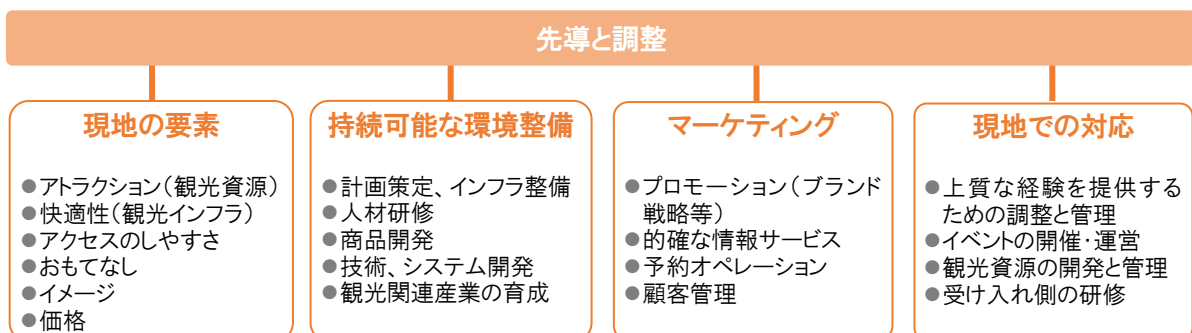 先導と調整
現地の要素
●アトラクション(観光資源)
●快適性(観光インフラ)
●アクセスのしやすさ
●おもてなし
●イメージ
●価格
持続可能な環境整備
●計画策定、インフラ整備
●人材研修
●商品開発
●技術、システム開発
●観光関連産業の育成
マーケティング
●プロモーション(ブランド
戦略等)
●的確な情報サービス
●予約オペレーション
●顧客管理
現地での対応
●上質な経験を提供する
ための調整と管理
●イベントの開催・運営
●観光資源の開発と管理
●受け入れ側の研修